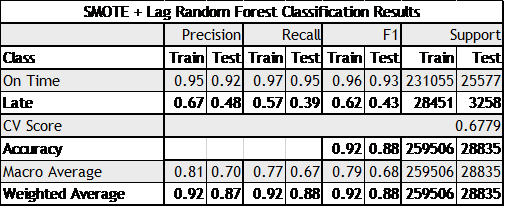 SMOTE + Lag Random Forest Classification Results
Precision Recall F1 Support
Class Train Test Train Test Train Test Train Test
On Time 0.95 0.92 0.97 0.95 0.96 0.93 231055 25577
Late 0.67 0.48 0.57 0.39 0.62 0.43 28451 3258
CV Score 0.6779
Accuracy 0.92 0.88 259506 28835
Macro Average 0.81 0.70 0.77 0.67 0.79 0.68 259506 28835
Weighted Average 0.92 0.87 0.92 0.88 0.92 0.88 259506 28835